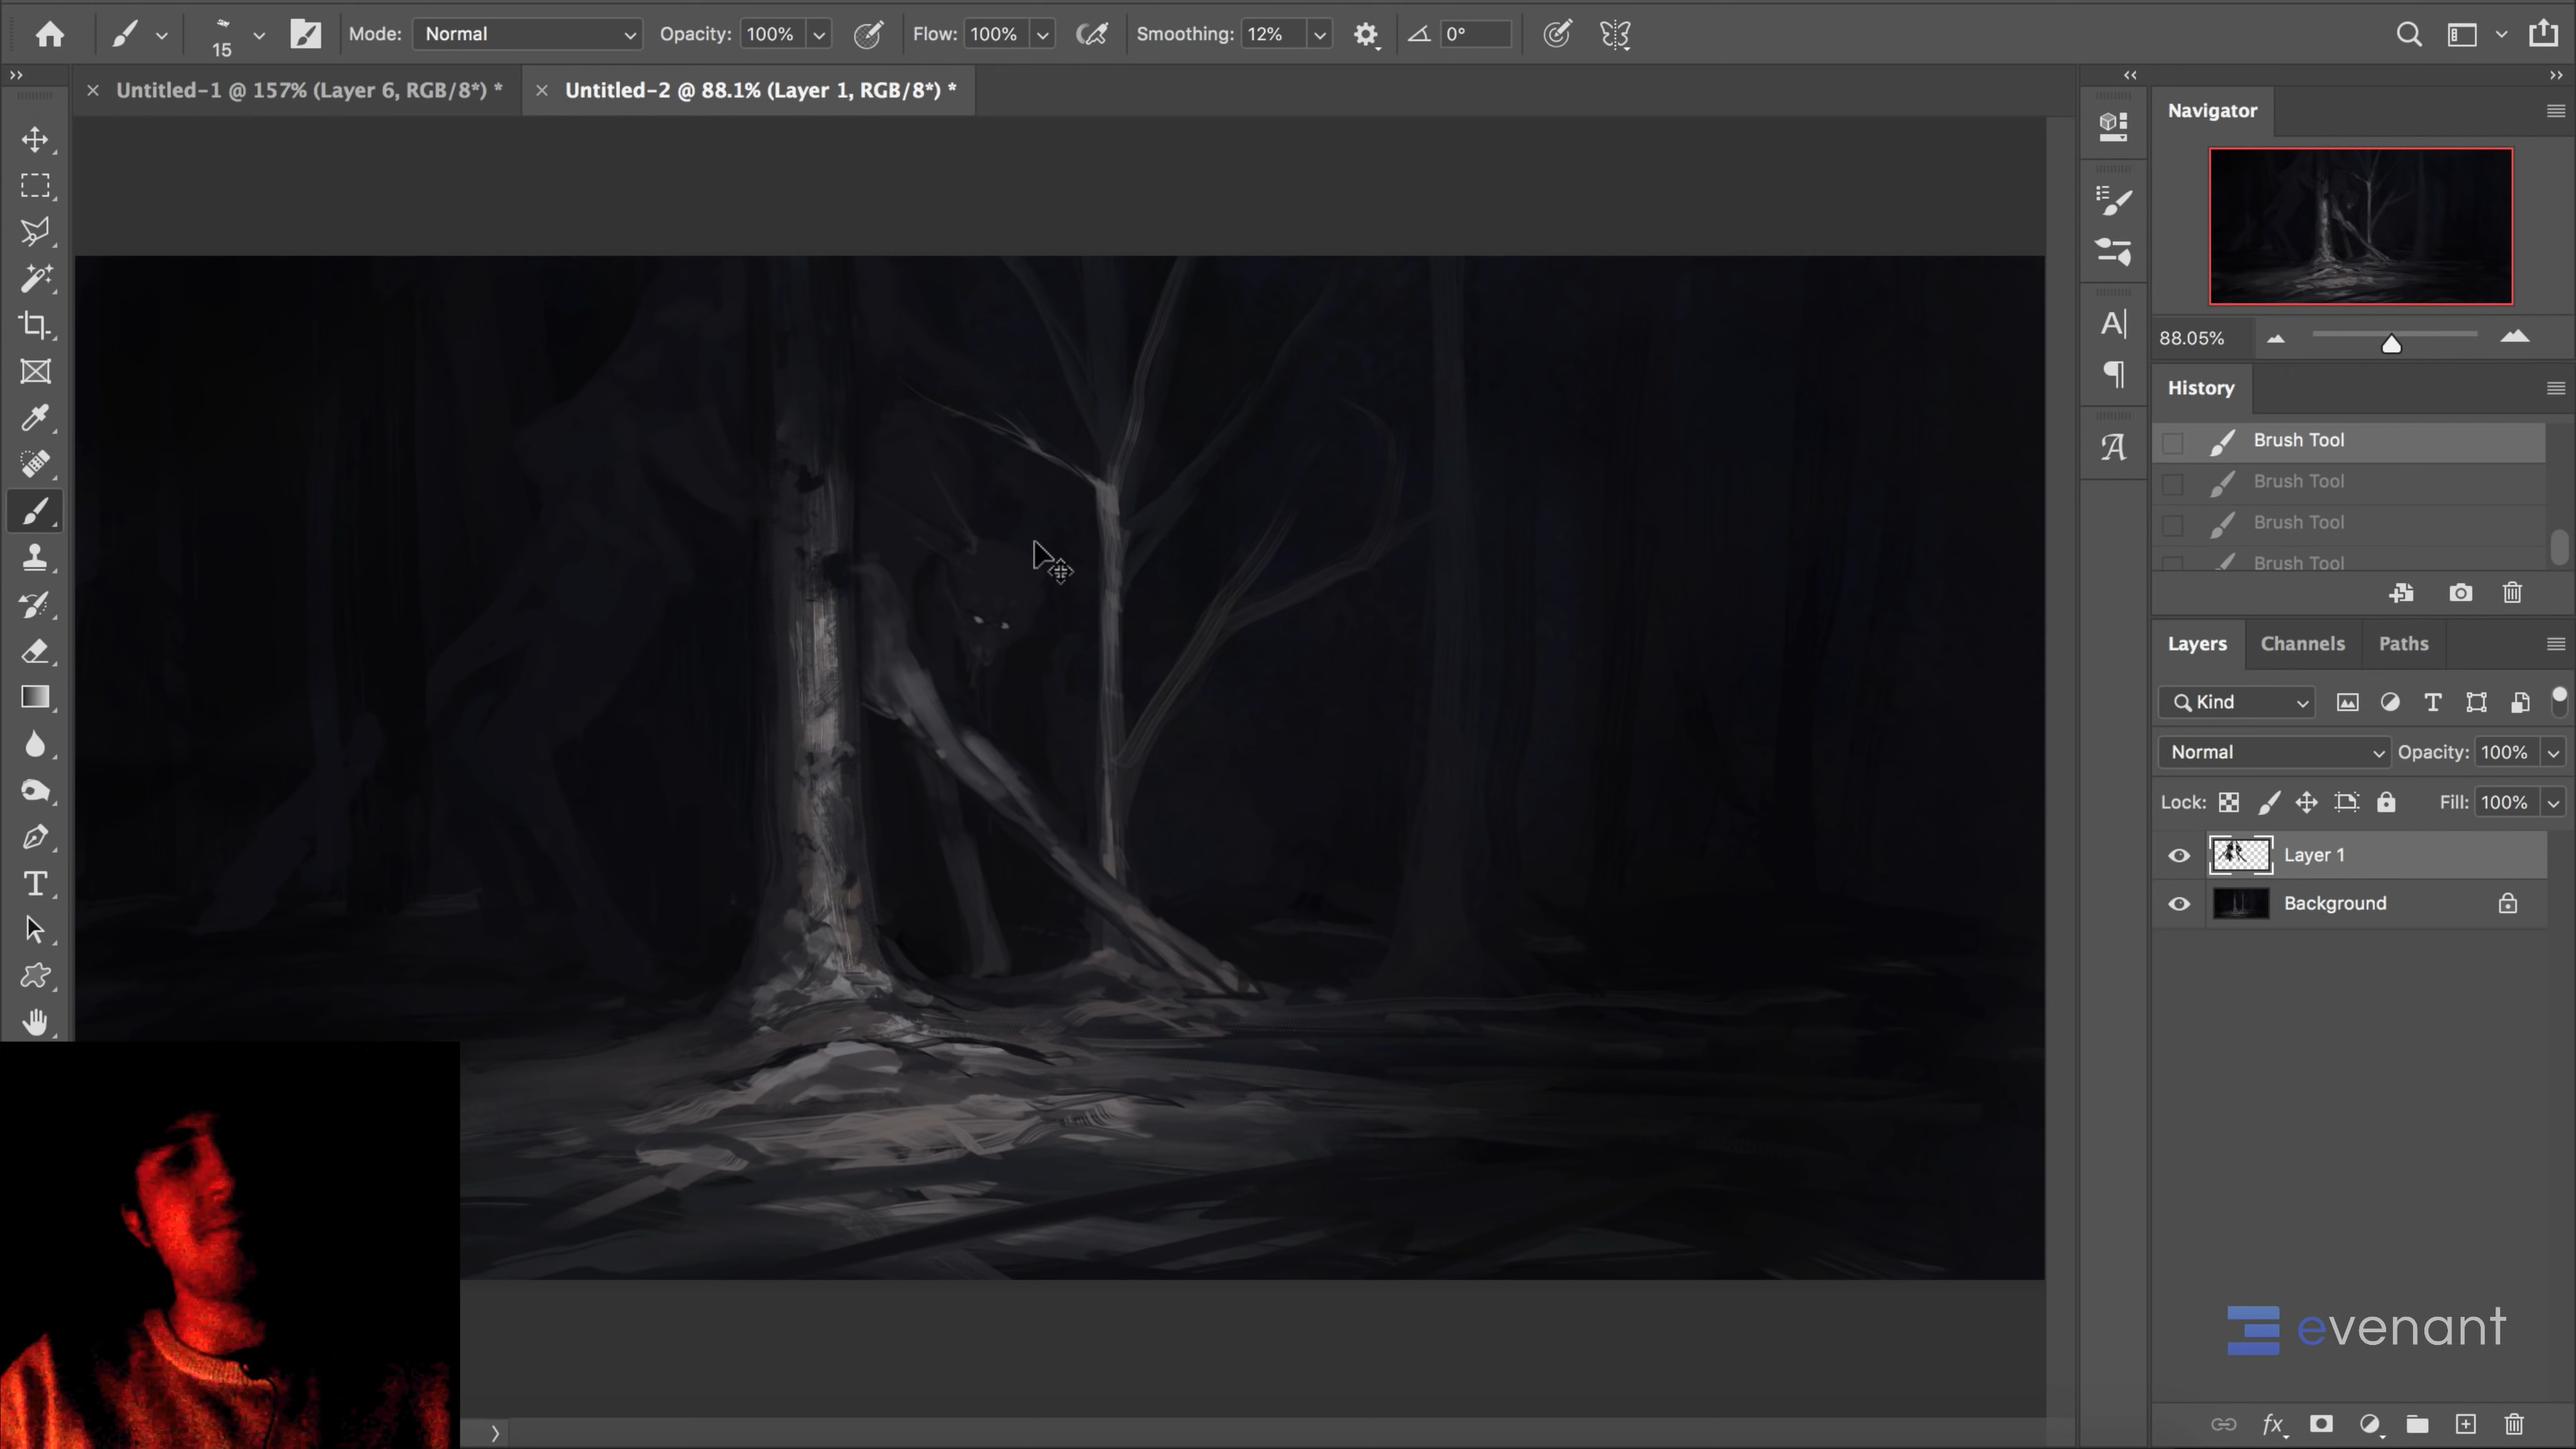 15
Mode: Normal Opacity: 100% Flow: 100% Smoothing: 12% 0°
Untitled-1 @ 157% (Layer 6, RGB/8*) * Untitled-2 @ 88.1% (Layer 1, RGB/8*) *
Navigator
88.05%
History
Brush Tool
Brush Tool
Brush Tool
Brush Tool
Layers Channels Paths
Kind
Normal Opacity: 100%
Lock: Fill: 100%
Layer 1
Background
evenant
fx